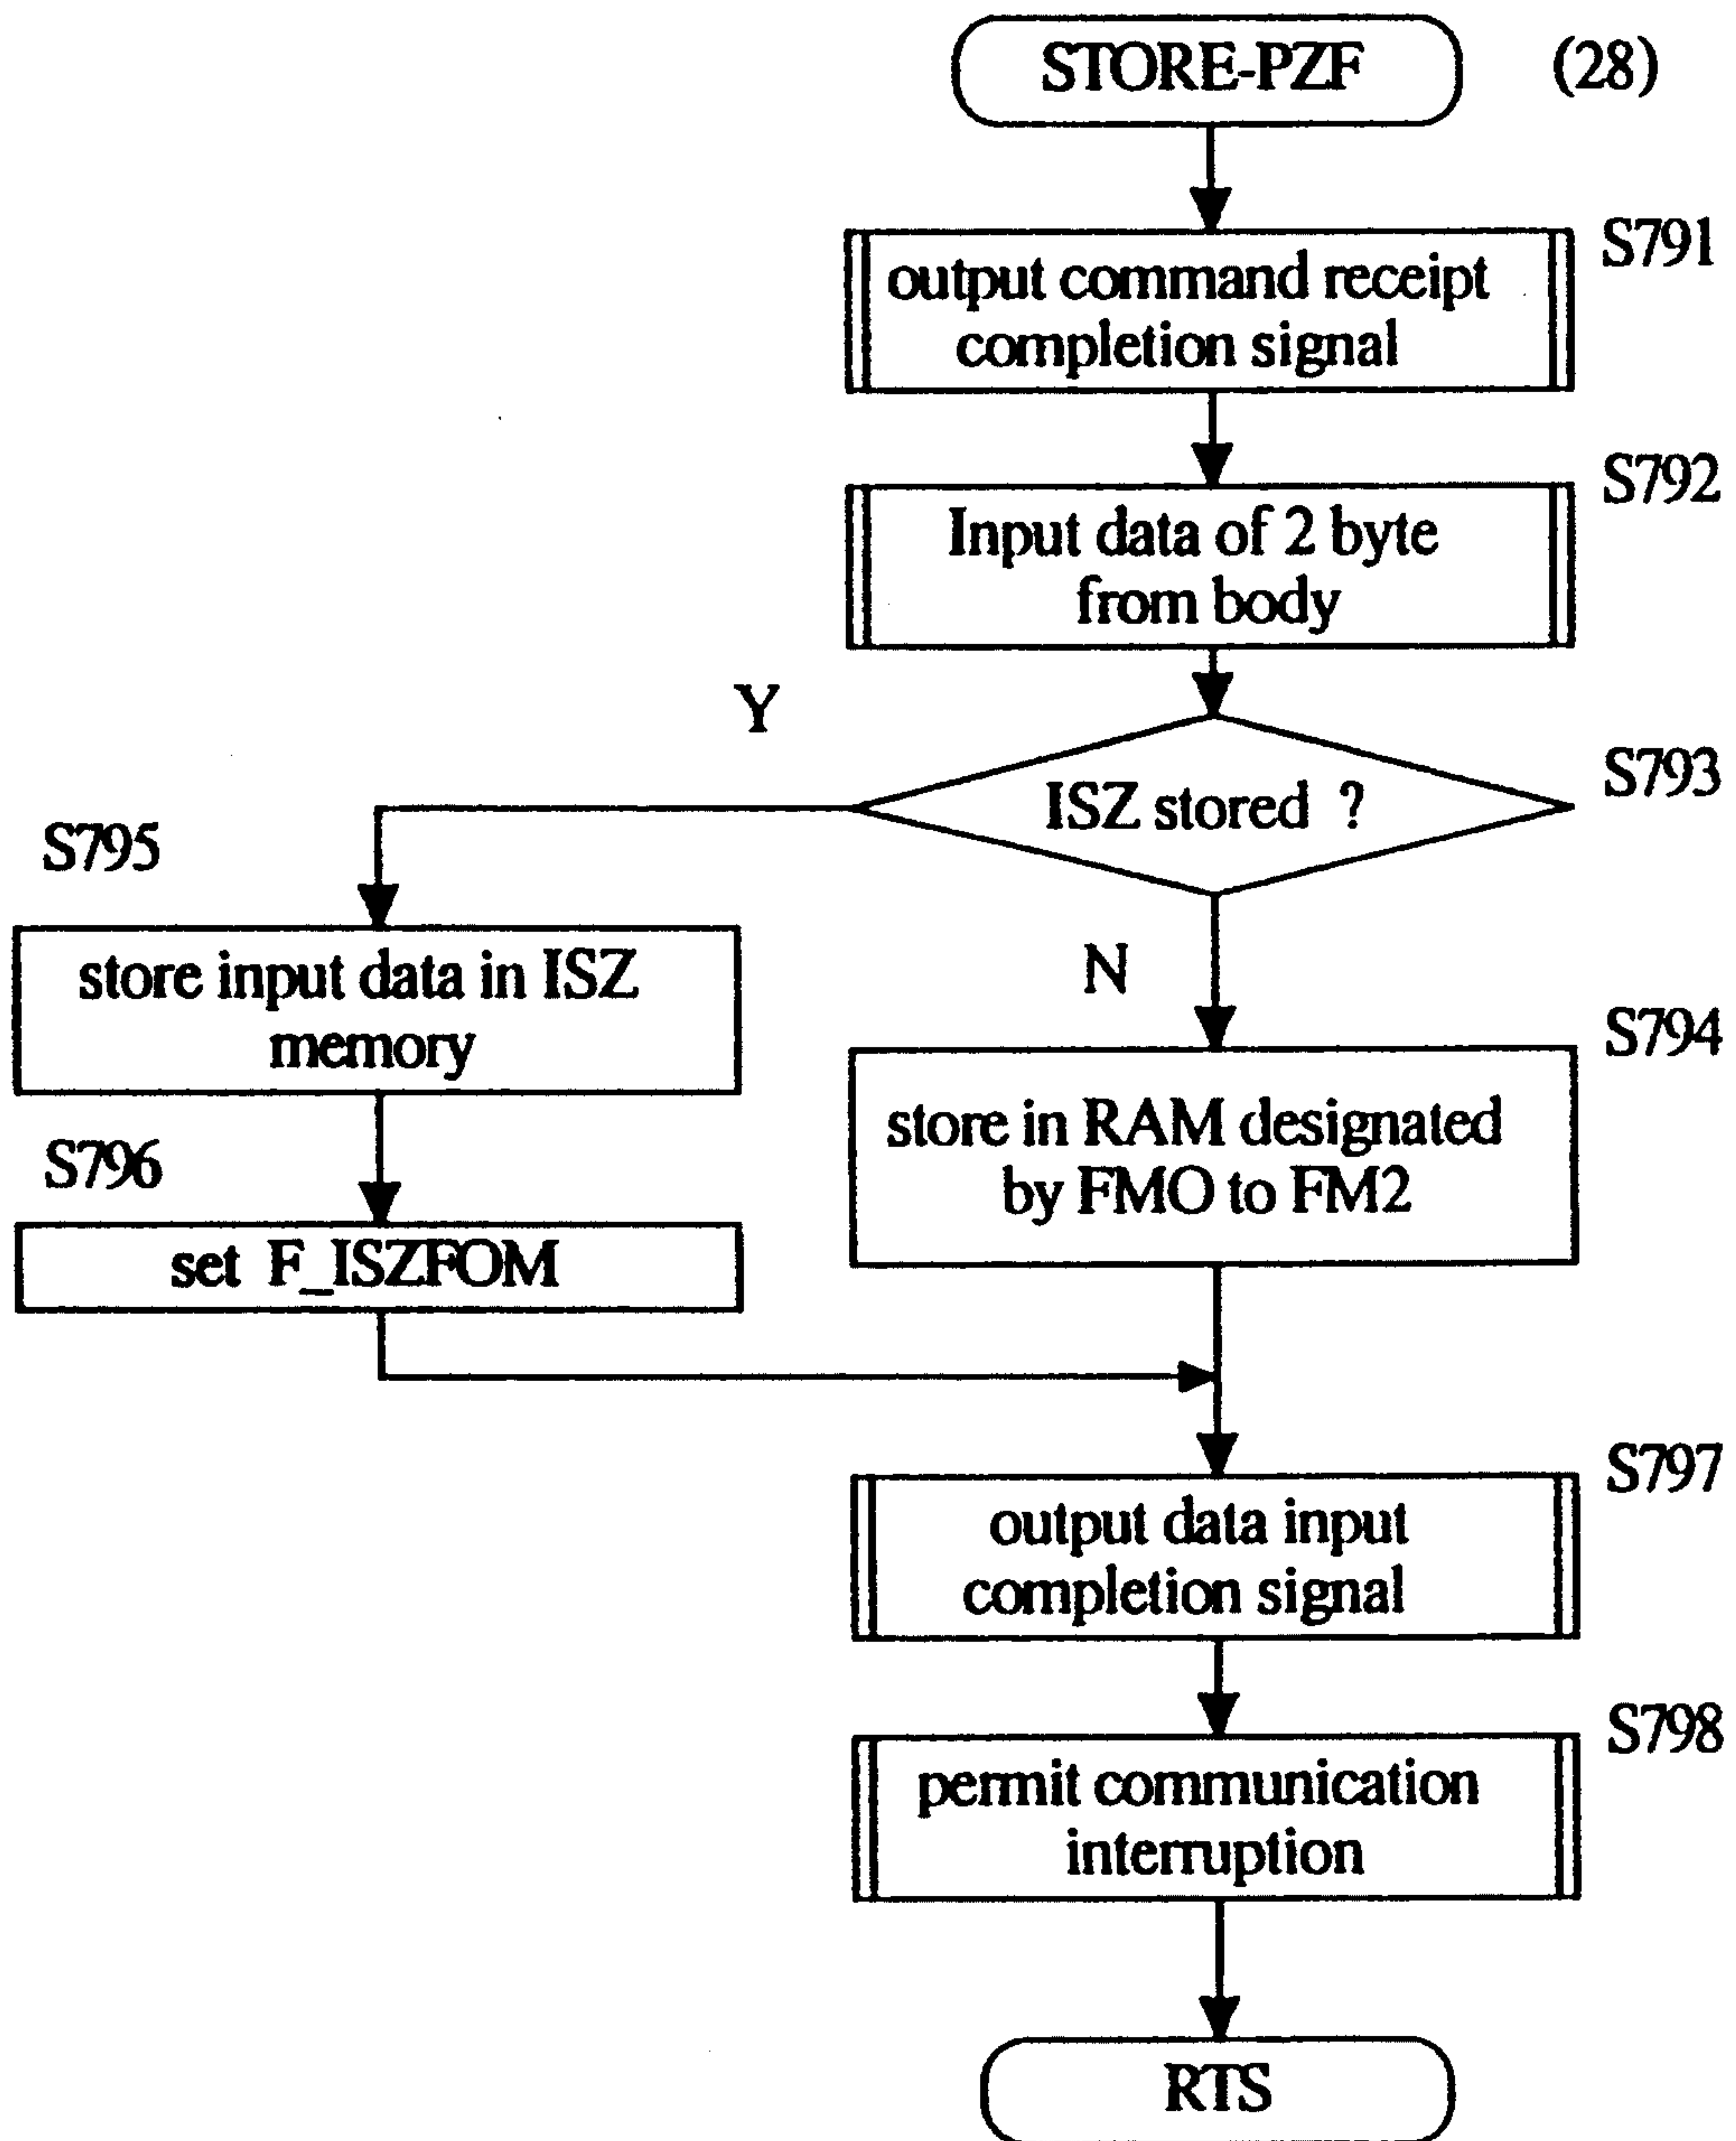 STORE-PZF (28)
S791
output command receipt
completion signal
S792
Input data of 2 byte
from body
Y
S793
ISZ stored ?
S795
store input data in ISZ
memory
N
S794
store in RAM designated
by FMO to FM2
S796
set F_ISZFOM
S797
output data input
completion signal
S798
permit communication
interruption
RTS